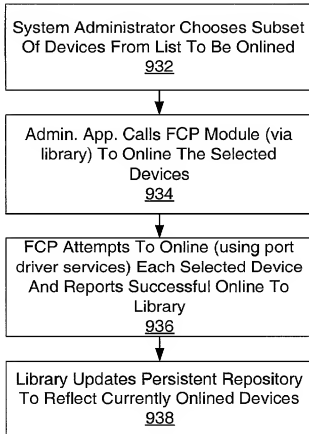 System Administrator Chooses Subset
Of Devices From List To Be Onlined
932
Admin. App. Calls FCP Module (via
library) To Online The Selected
Devices
934
FCP Attempts To Online (using port
driver services) Each Selected Device
And Reports Successful Online To
Library
936
Library Updates Persistent Repository
To Reflect Currently Onlined Devices
938